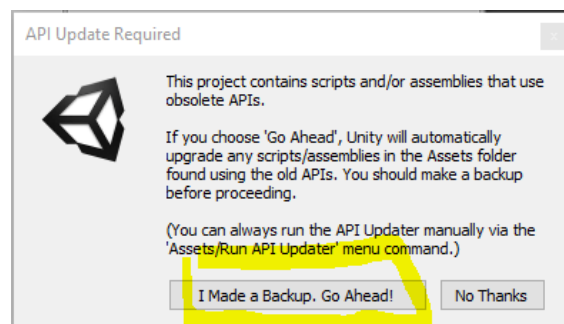 API Update Required
x
This project contains scripts and/or assemblies that use
obsolete APIs.
If you choose 'Go Ahead', Unity will automatically
upgrade any scripts/assemblies in the Assets folder
found using the old APIs. You should make a backup
before proceeding.
(You can always run the API Updater manually via the
'Assets/Run API Updater' menu command.)
I Made a Backup. Go Ahead! No Thanks